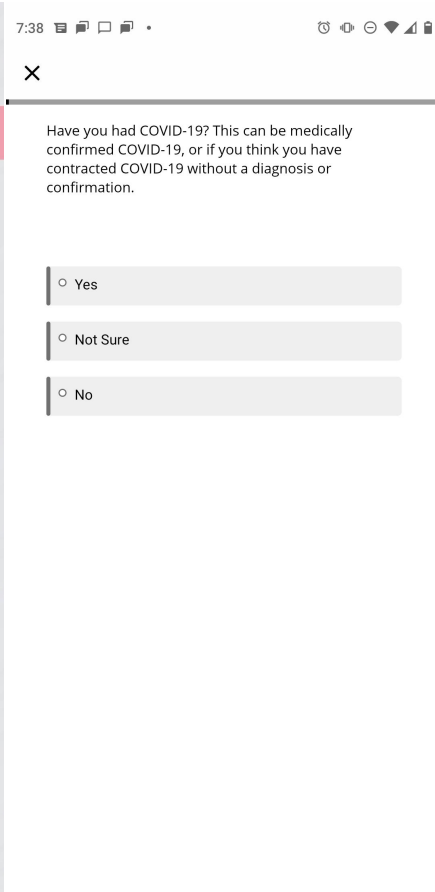 7:38
Have you had COVID-19? This can be medically
confirmed COVID-19, or if you think you have
contracted COVID-19 without a diagnosis or
confirmation.
Yes
Not Sure
No